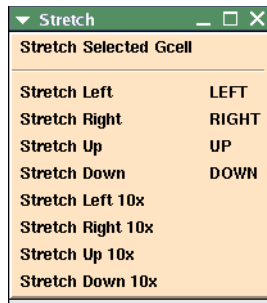 Stretch
Stretch Selected Gcell
Stretch Left LEFT
Stretch Right RIGHT
Stretch Up UP
Stretch Down DOWN
Stretch Left 10x
Stretch Right 10x
Stretch Up 10x
Stretch Down 10x